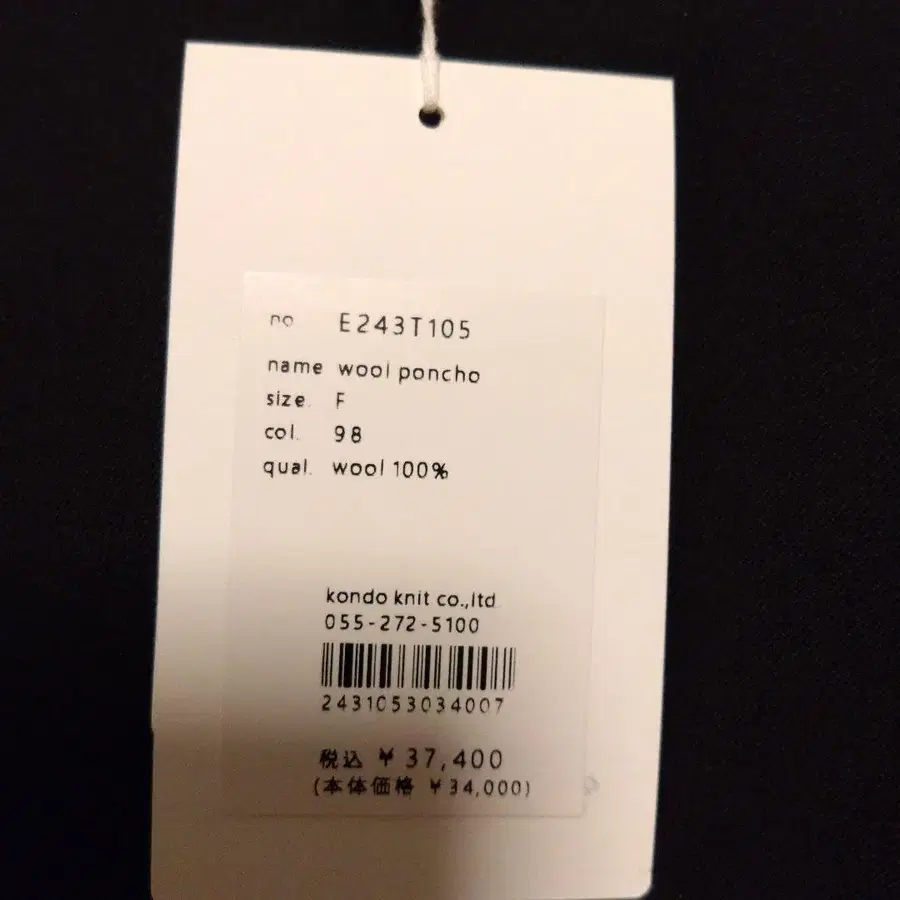 no E243T105
name wool poncho
size. F
col. 98
qual. wool 100%
kondo knit co.,ltd
055-272-5100
2431053034007
税込 ¥ 37,400
(本体価格 ¥34,000)